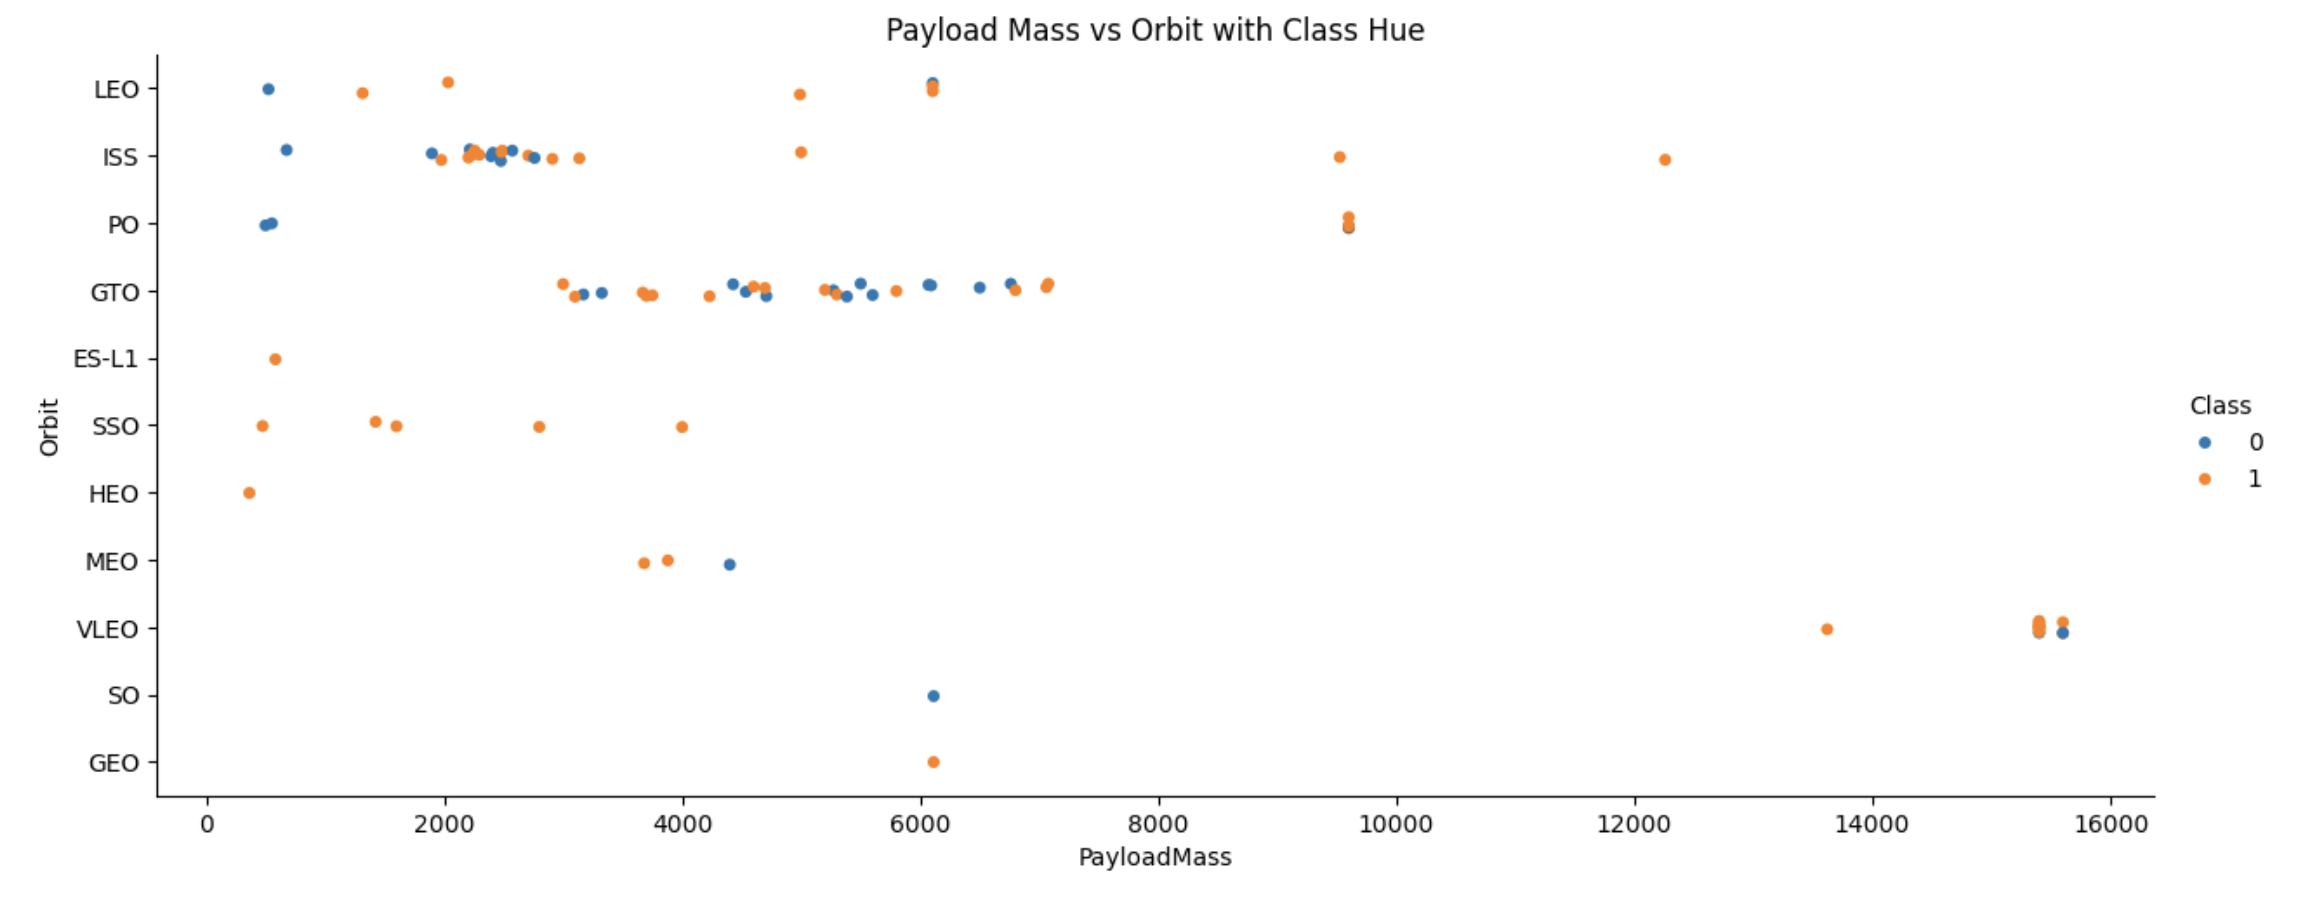 Payload Mass vs Orbit with Class Hue
LEO
ISS
PO
GTO
ES-L1
SSO
HEO
MEO
VLEO
SO
GEO
Orbit
0 2000 4000 6000 8000 10000 12000 14000 16000
PayloadMass
Class
0
1